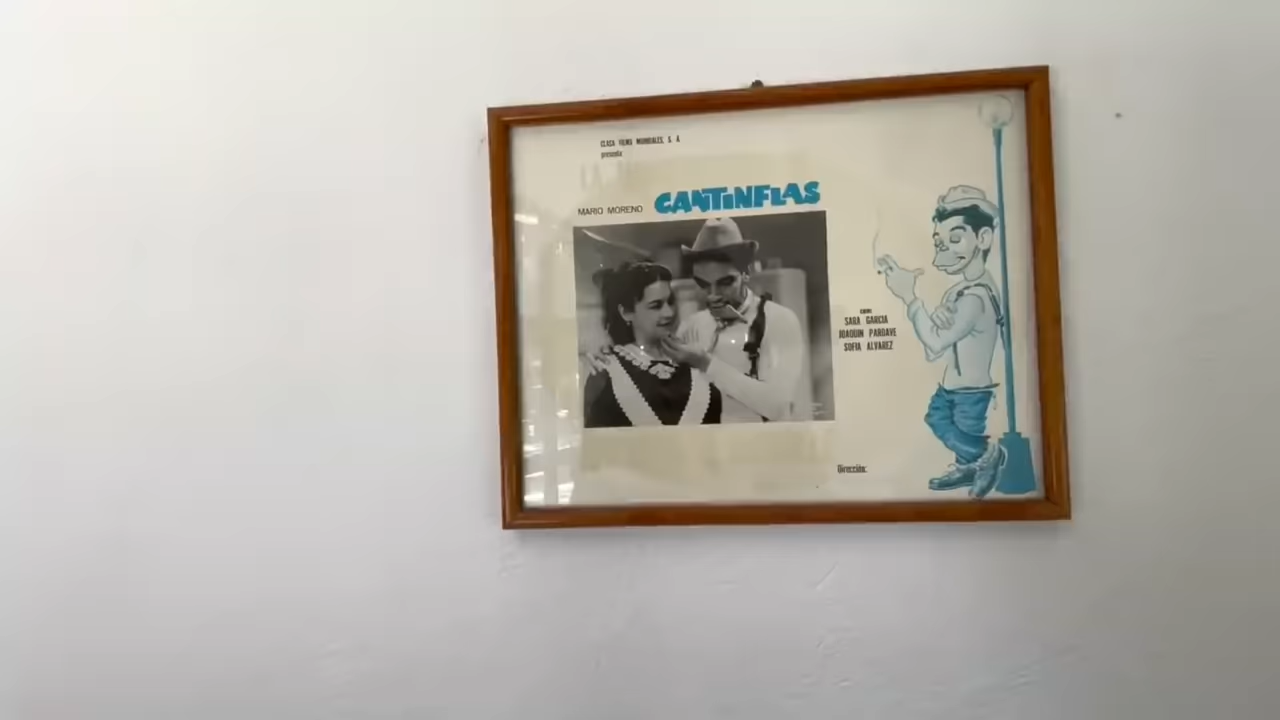 CLASA FILMS MUNDIALES, S. A.
presenta
MARIO MORENO CANTINFLAS
con:
SARA GARCIA
JOAQUIN PARDAVE
SOFIA ALVAREZ
Dirección: